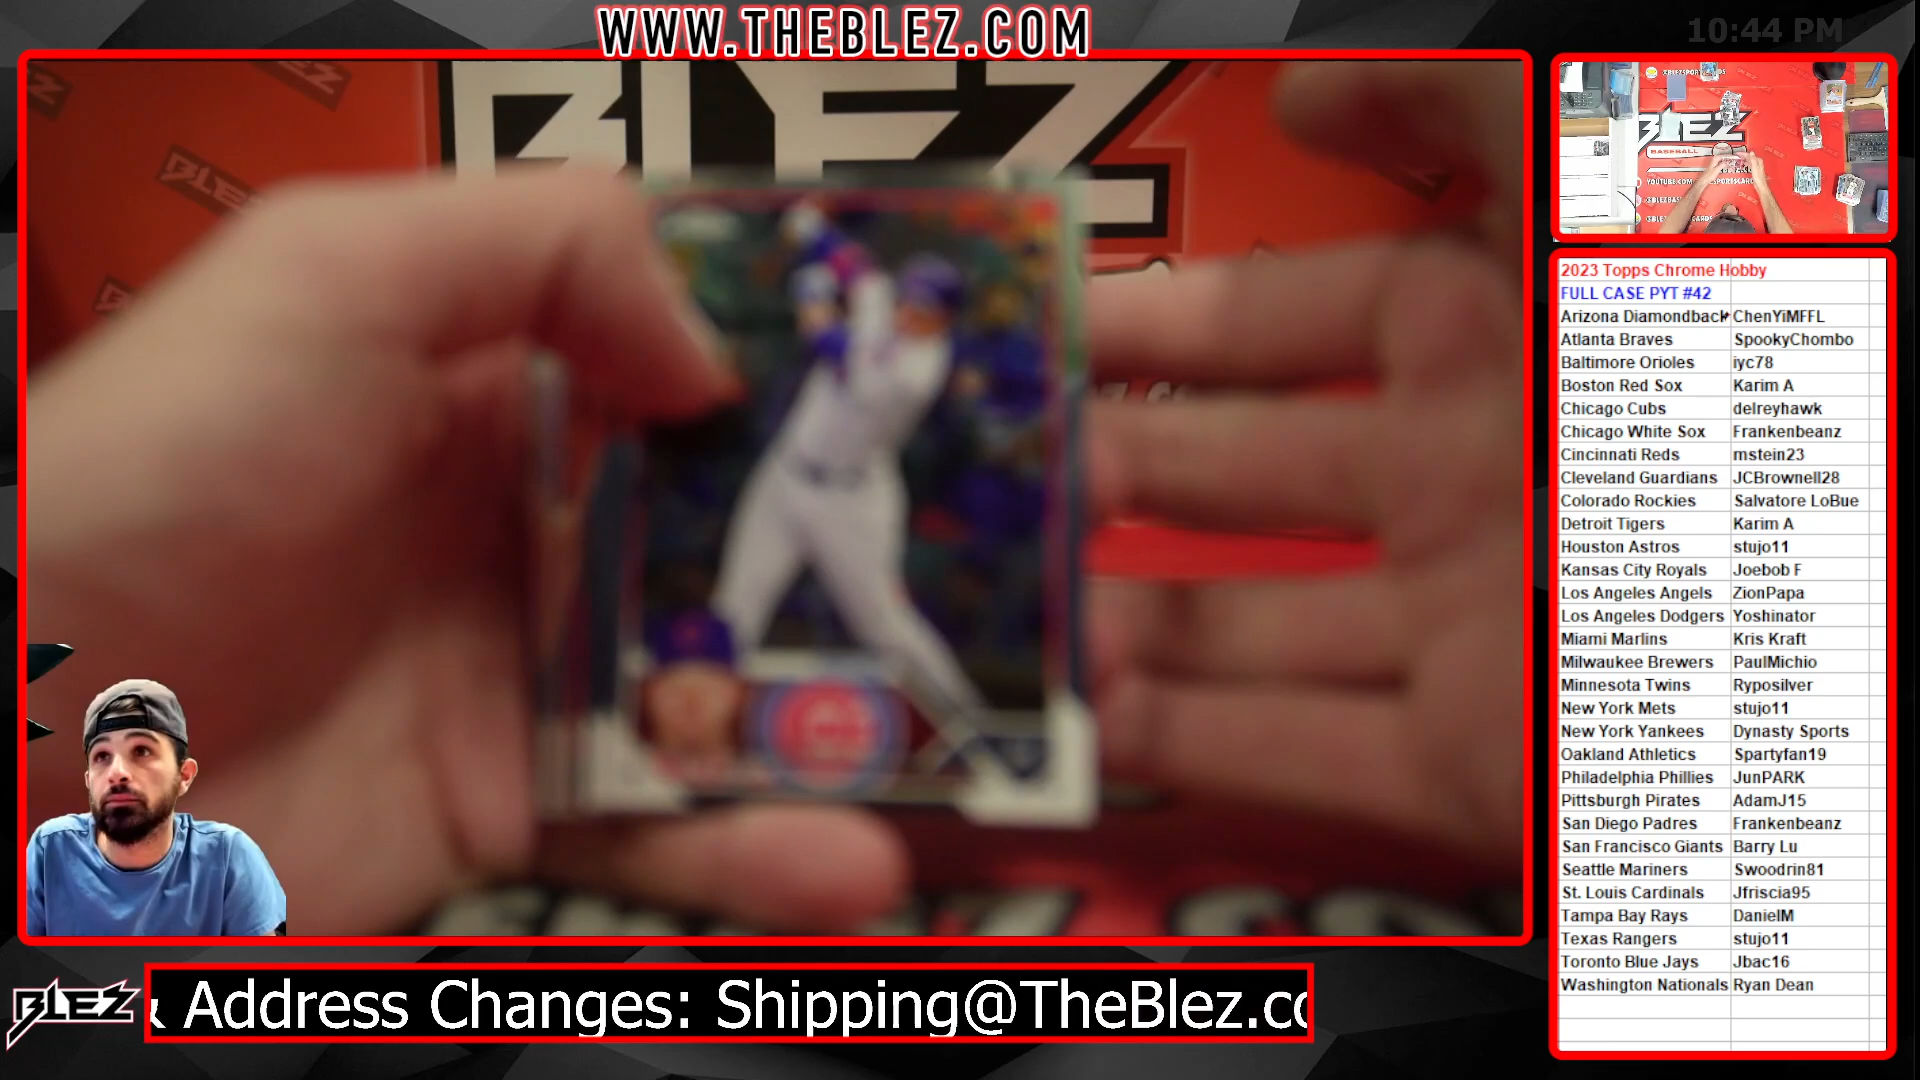 WWW.THEBLEZ.COM
10:44 PM
BLEZ
BLEZ
BLEZ
BASEBALL
2023 Topps Chrome Hobby
FULL CASE PYT #42
Arizona Diamondback ChenYiMFFL
Atlanta Braves SpookyChombo
Baltimore Orioles iyc78
Boston Red Sox Karim A
Chicago Cubs delreyhawk
Chicago White Sox Frankenbeanz
Cincinnati Reds mstein23
Cleveland Guardians JCBrownell28
Colorado Rockies Salvatore LoBue
Detroit Tigers Karim A
Houston Astros stujo11
Kansas City Royals Joebob F
Los Angeles Angels ZionPapa
Los Angeles Dodgers Yoshinator
Miami Marlins Kris Kraft
Milwaukee Brewers PaulMichio
Minnesota Twins Ryposilver
New York Mets stujo11
New York Yankees Dynasty Sports
Oakland Athletics Spartyfan19
Philadelphia Phillies JunPARK
Pittsburgh Pirates AdamJ15
San Diego Padres Frankenbeanz
San Francisco Giants Barry Lu
Seattle Mariners Swoodrin81
St. Louis Cardinals Jfriscia95
Tampa Bay Rays DanielM
Texas Rangers stujo11
Toronto Blue Jays Jbac16
Washington Nationals Ryan Dean
BLEZ
& Address Changes: Shipping@TheBlez.co